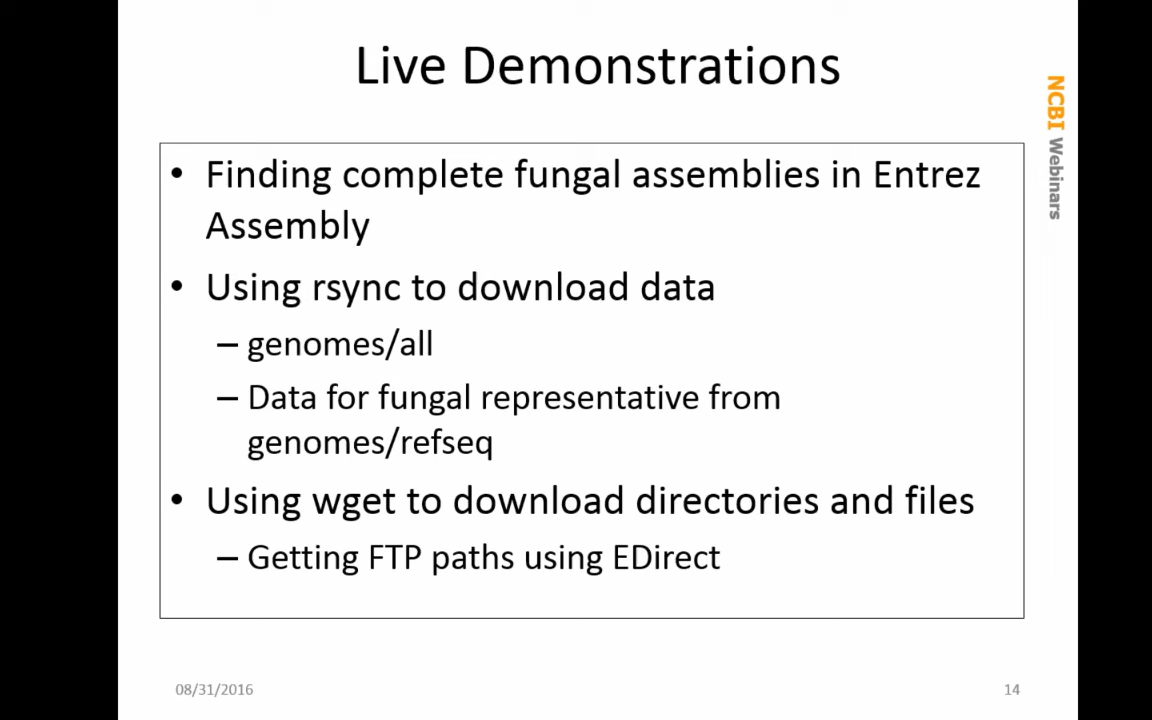 Live Demonstrations
NCBI Webinars
• Finding complete fungal assemblies in Entrez
Assembly
• Using rsync to download data
– genomes/all
– Data for fungal representative from
genomes/refseq
• Using wget to download directories and files
– Getting FTP paths using EDirect
08/31/2016
14